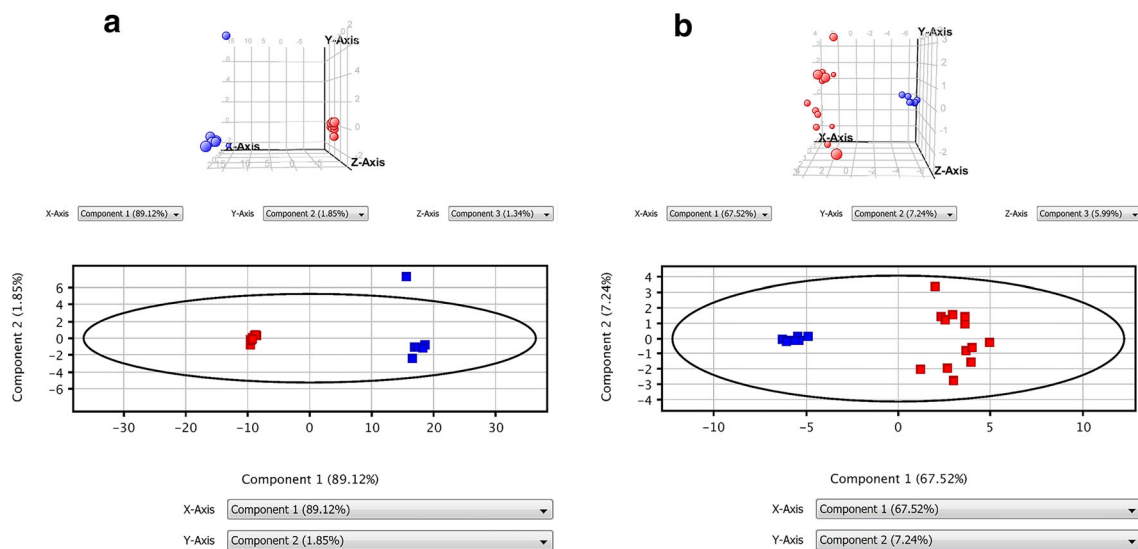 a
Y-Axis
X-Axis
Z-Axis
X-Axis Component 1 (89.12%) Y-Axis Component 2 (1.85%) Z-Axis Component 3 (1.34%)
Component 2 (1.85%)
6
4
2
0
−2
−4
−6
−30 −20 −10 0 10 20 30
Component 1 (89.12%)
X-Axis Component 1 (89.12%)
Y-Axis Component 2 (1.85%)
b
Y-Axis
X-Axis
Z-Axis
X-Axis Component 1 (67.52%) Y-Axis Component 2 (7.24%) Z-Axis Component 3 (5.99%)
Component 2 (7.24%)
4
3
2
1
0
−1
−2
−3
−4
−10 −5 0 5 10
Component 1 (67.52%)
X-Axis Component 1 (67.52%)
Y-Axis Component 2 (7.24%)